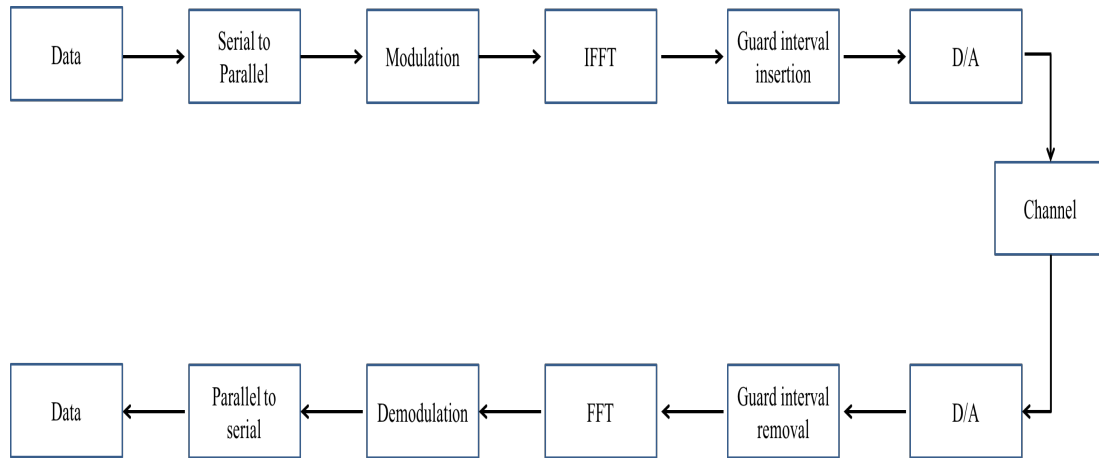 Data
Serial to
Parallel
Modulation
IFFT
Guard interval
insertion
D/A
Channel
Data
Parallel to
serial
Demodulation
FFT
Guard interval
removal
D/A